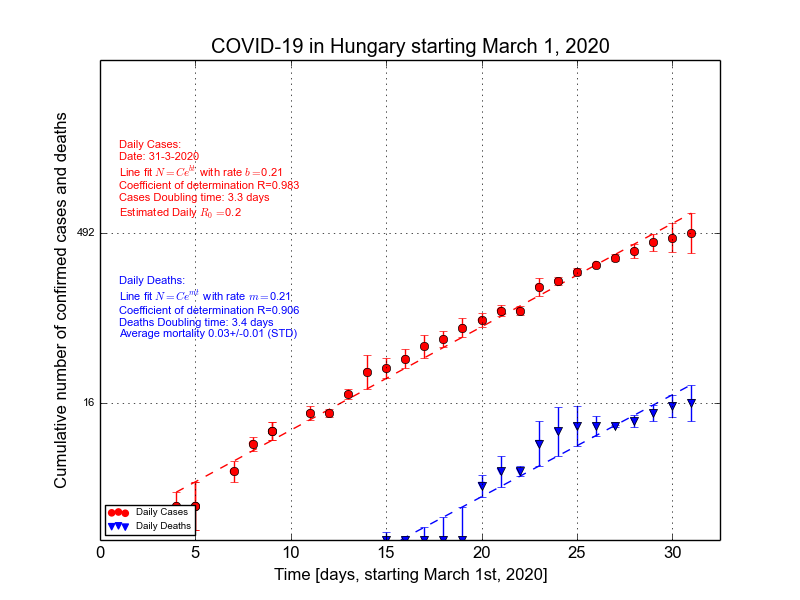 COVID-19 in Hungary starting March 1, 2020
Cumulative number of confirmed cases and deaths
Daily Cases:
Date: 31-3-2020
Line fit N = Ce^{bt} with rate b =0.21
Coefficient of determination R=0.983
Cases Doubling time: 3.3 days
Estimated Daily R_0 =0.2
492
Daily Deaths:
Line fit N = Ce^{mt} with rate m =0.21
Coefficient of determination R=0.906
Deaths Doubling time: 3.4 days
Average mortality 0.03+/-0.01 (STD)
16
Daily Cases
Daily Deaths
0 5 10 15 20 25 30
Time [days, starting March 1st, 2020]